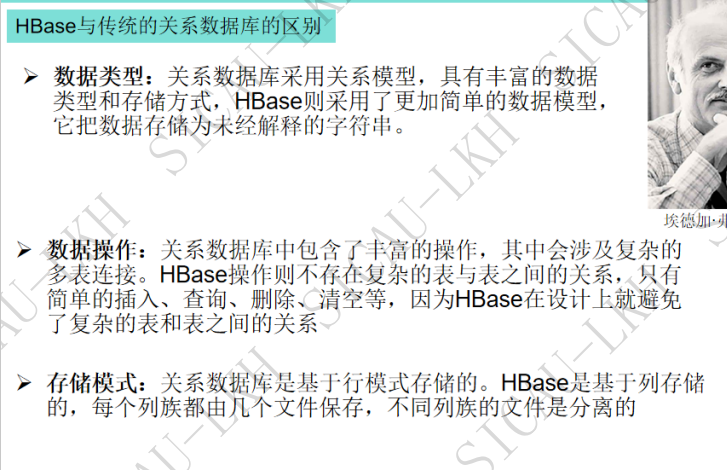 HBase与传统的关系数据库的区别
➢ 数据类型：关系数据库采用关系模型，具有丰富的数据
类型和存储方式，HBase则采用了更加简单的数据模型，
它把数据存储为未经解释的字符串。
埃德加·弗
➢ 数据操作：关系数据库中包含了丰富的操作，其中会涉及复杂的
多表连接。HBase操作则不存在复杂的表与表之间的关系，只有
简单的插入、查询、删除、清空等，因为HBase在设计上就避免
了复杂的表和表之间的关系
➢ 存储模式：关系数据库是基于行模式存储的。HBase是基于列存储
的，每个列族都由几个文件保存，不同列族的文件是分离的
SICAU-LKH
SICAU-LKH
SICAU-LKH
SICAU-LKH